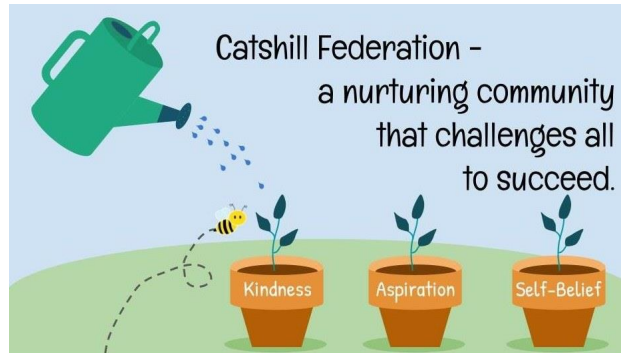 Catshill Federation -
a nurturing community
that challenges all
to succeed.
Kindness
Aspiration
Self-Belief